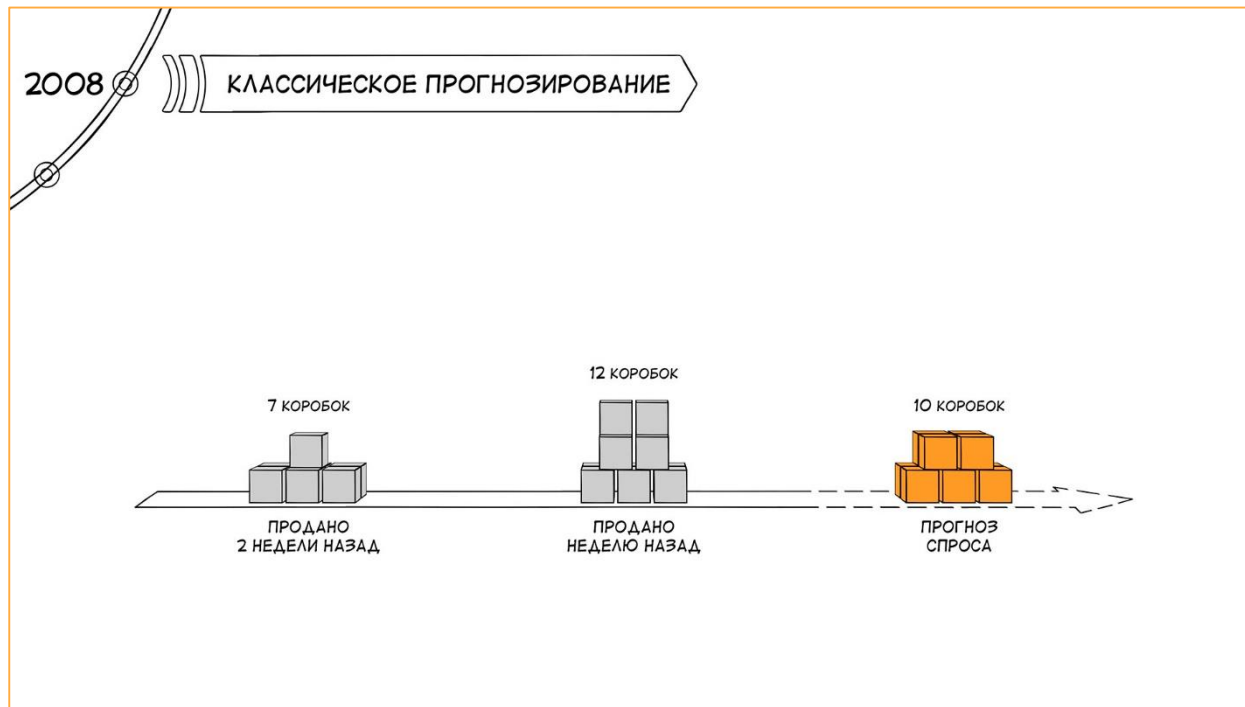 2008
КЛАССИЧЕСКОЕ ПРОГНОЗИРОВАНИЕ
7 КОРОБОК
12 КОРОБОК
10 КОРОБОК
ПРОДАНО
2 НЕДЕЛИ НАЗАД
ПРОДАНО
НЕДЕЛЮ НАЗАД
ПРОГНОЗ
СПРОСА